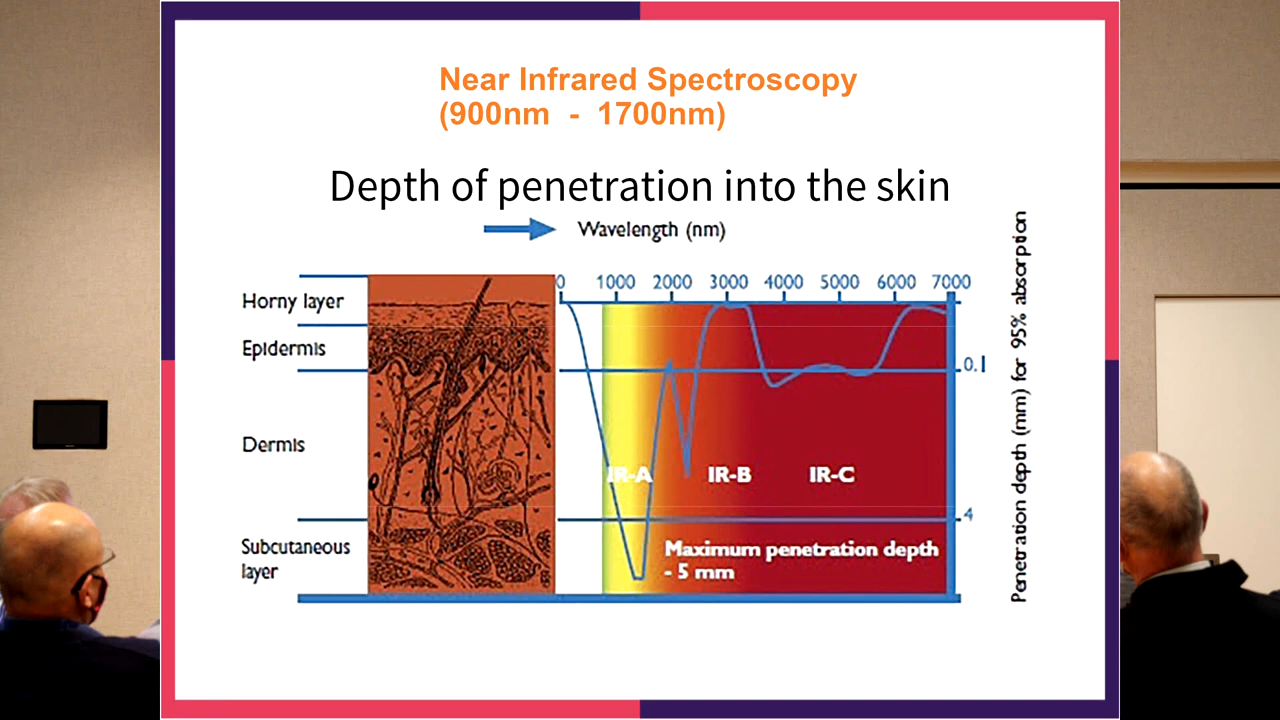 Near Infrared Spectroscopy
(900nm - 1700nm)
Depth of penetration into the skin
Wavelength (nm)
0 1000 2000 3000 4000 5000 6000 7000
Horny layer
Epidermis
0.1
Dermis
IR-A IR-B IR-C
4
Subcutaneous
layer
Maximum penetration depth
- 5 mm
Penetration depth (mm) for 95% absorption